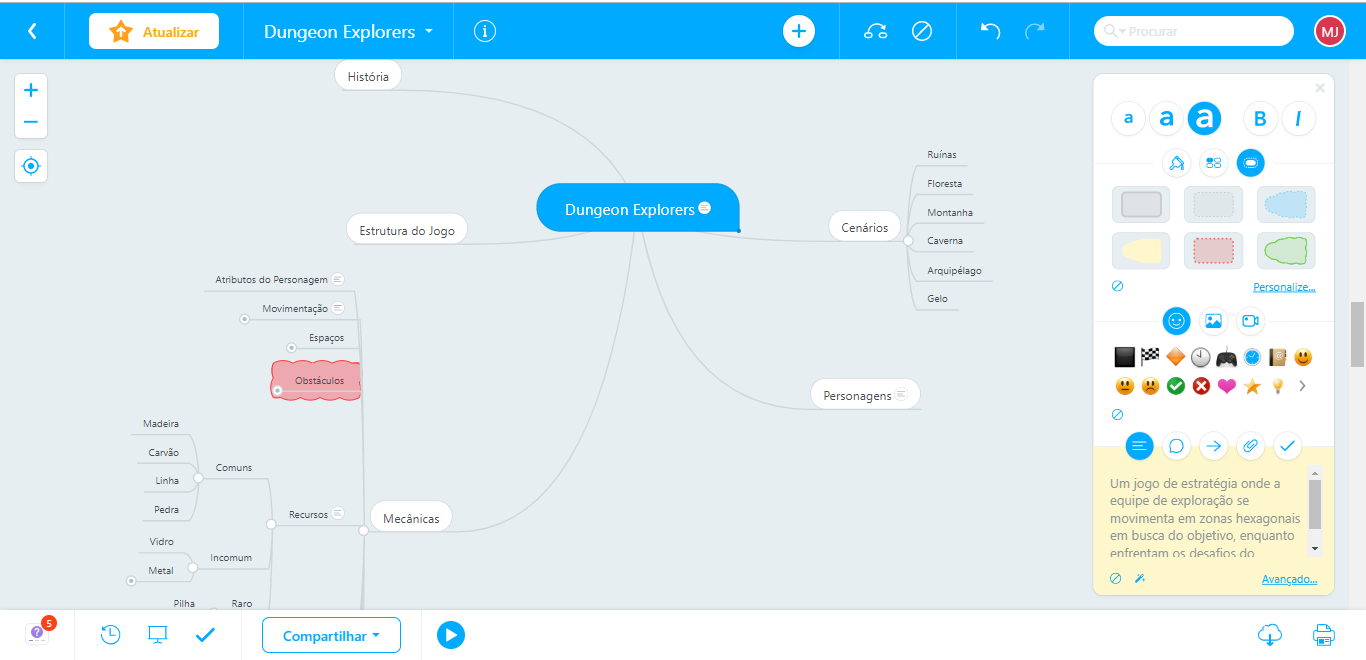 Atualizar
Dungeon Explorers
Procurar
MJ
História
Dungeon Explorers
Estrutura do Jogo
Cenários
Ruínas
Floresta
Montanha
Caverna
Arquipélago
Gelo
Atributos do Personagem
Movimentação
Espaços
Obstáculos
Personagens
Madeira
Carvão
Linha
Pedra
Comuns
Recursos
Mecânicas
Vidro
Metal
Incomum
Pilha
Raro
a a a B I
Personalize...
Um jogo de estratégia onde a
equipe de exploração se
movimenta em zonas hexagonais
em busca do objetivo, enquanto
enfrentam os desafios do
Avançado...
5
Compartilhar